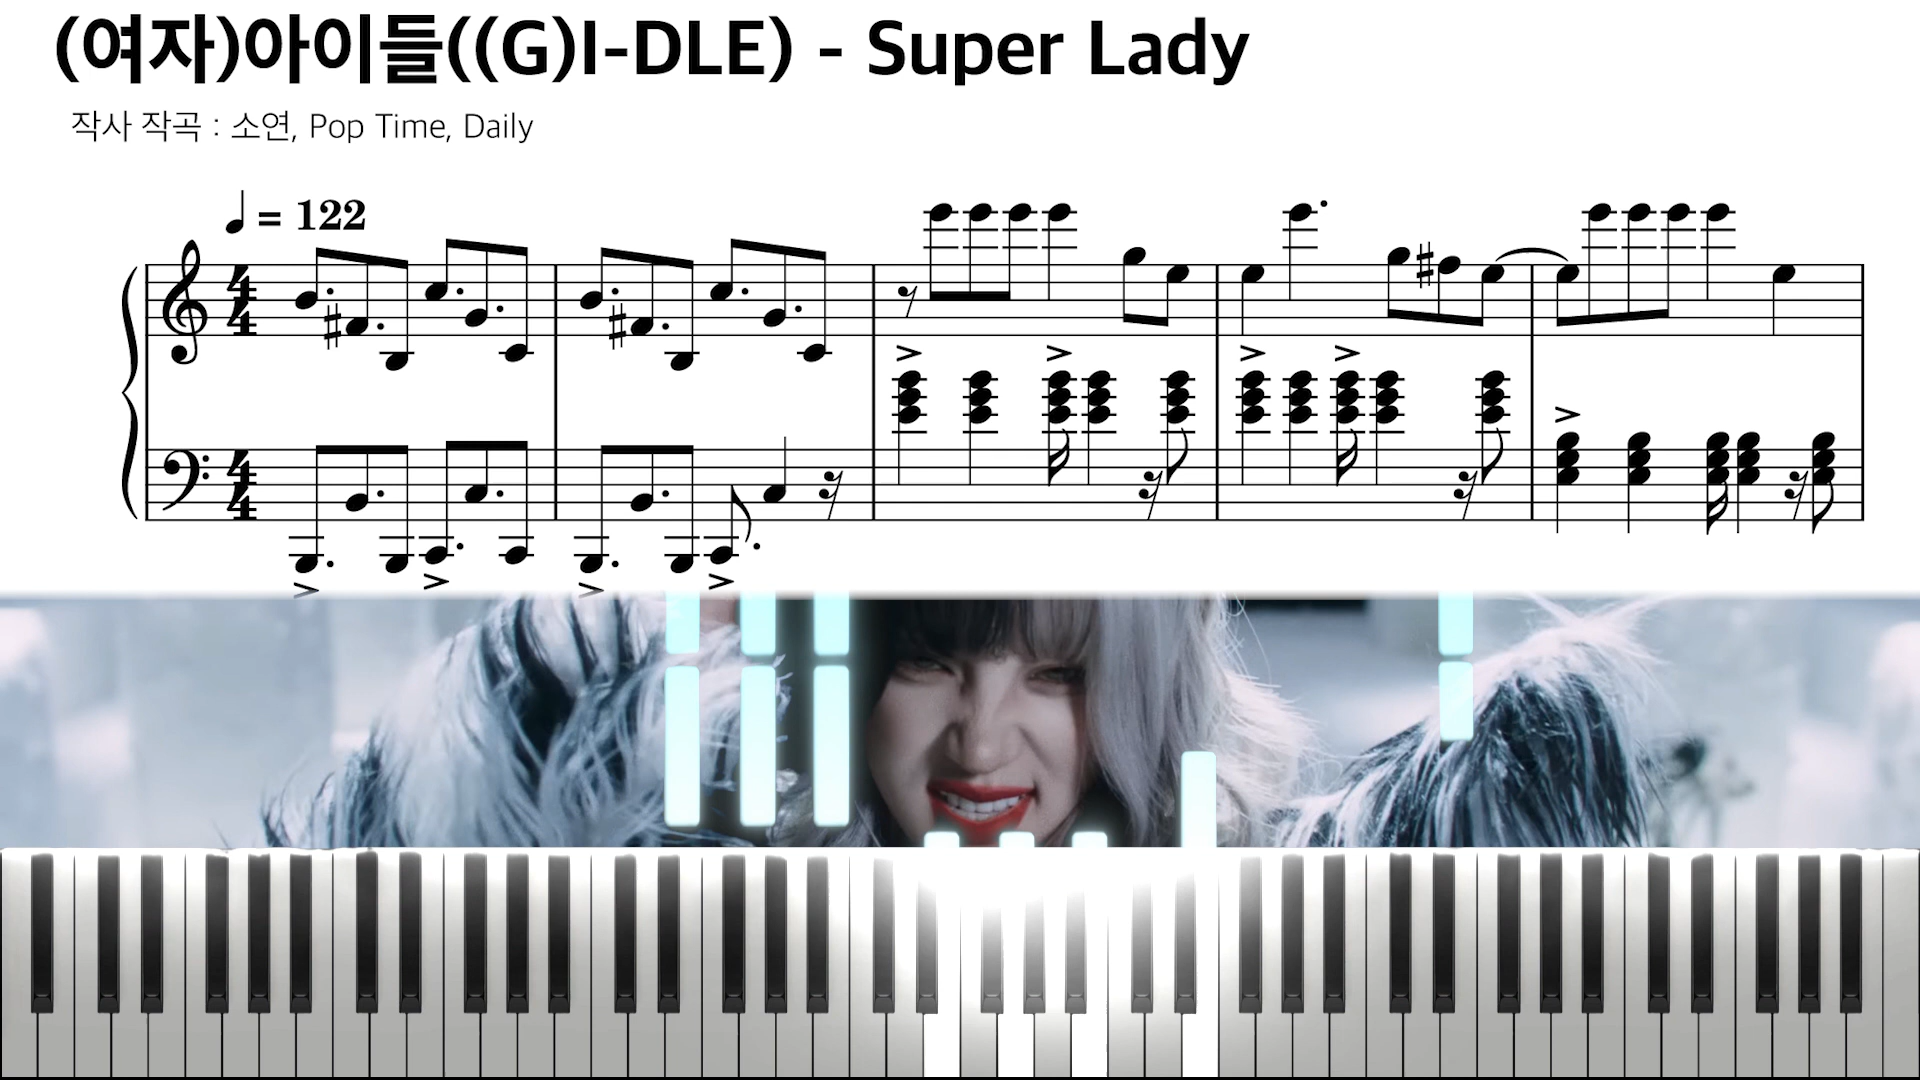 (여자)아이들((G)I-DLE) - Super Lady
작사 작곡 : 소연, Pop Time, Daily
♩ = 122